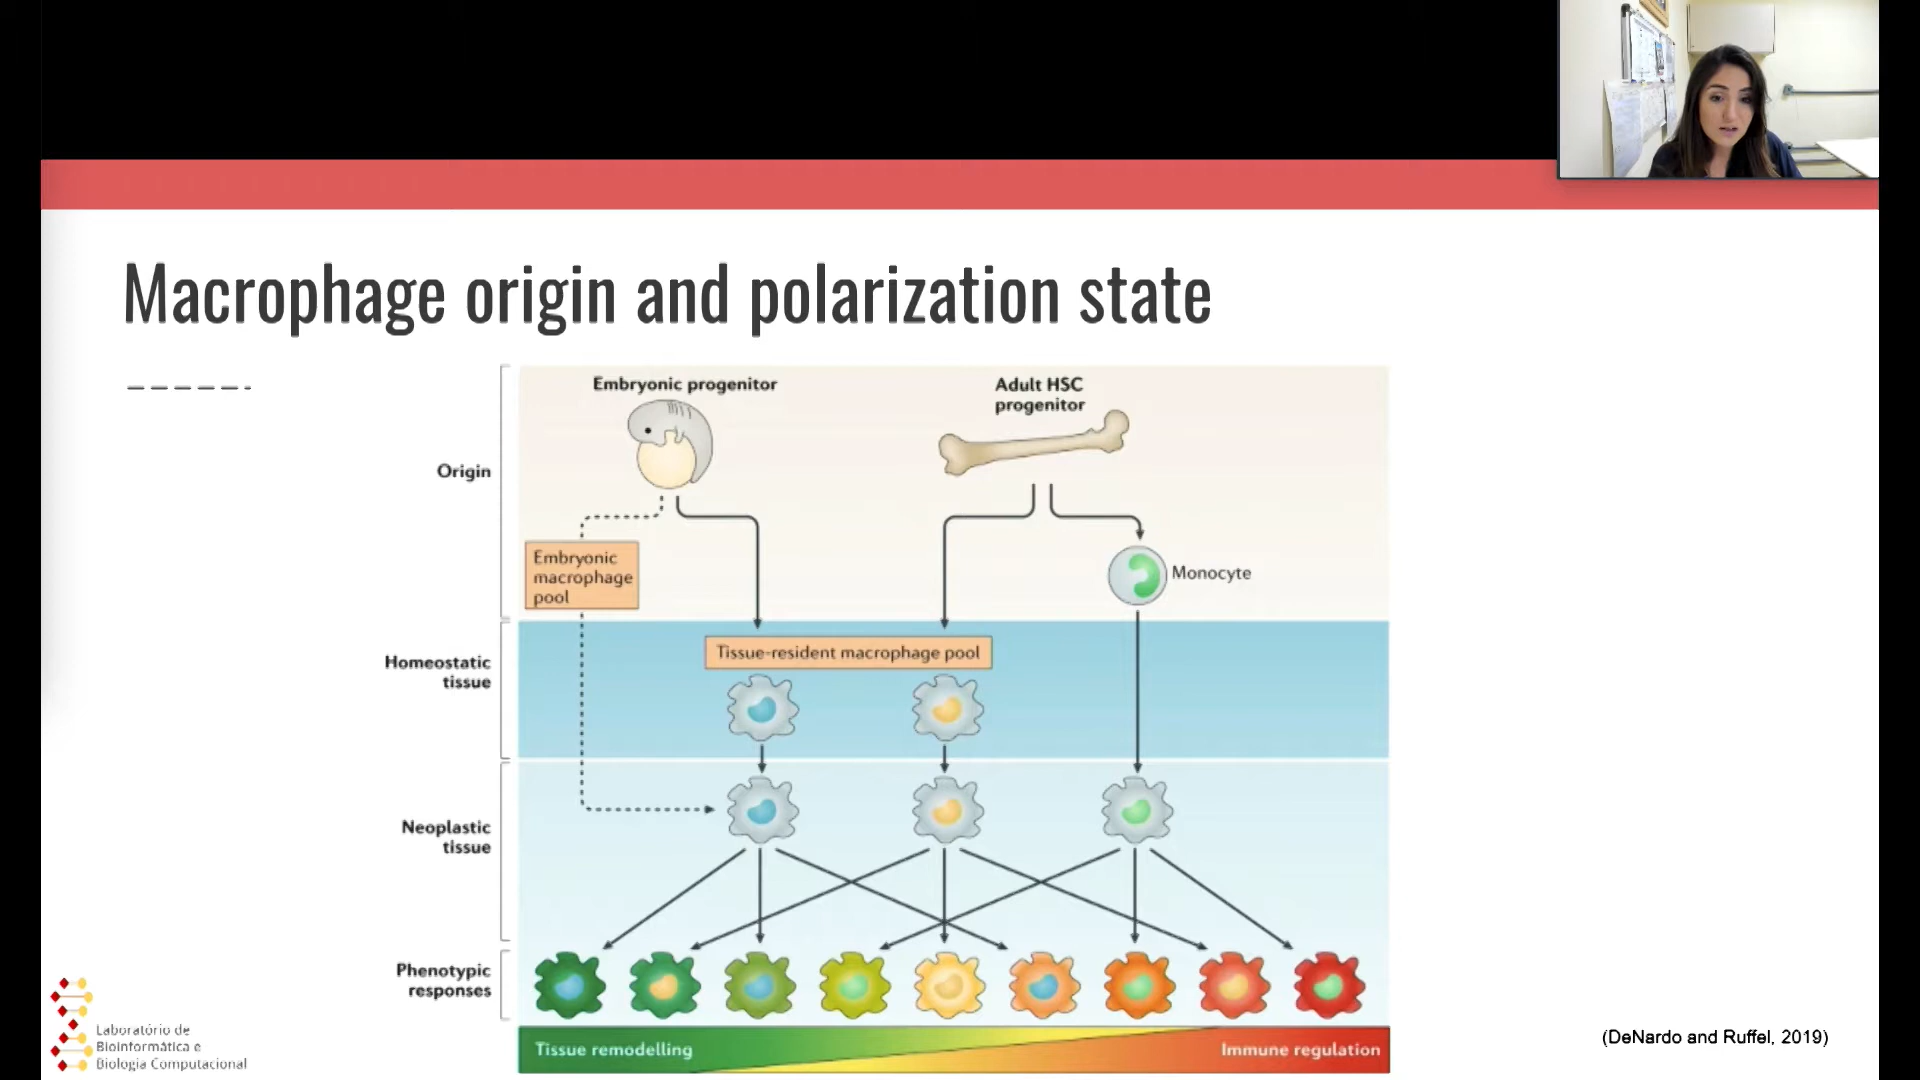 Macrophage origin and polarization state
Embryonic progenitor
Adult HSC
progenitor
Origin
Embryonic
macrophage
pool
Monocyte
Homeostatic
tissue
Tissue-resident macrophage pool
Neoplastic
tissue
Phenotypic
responses
Tissue remodelling
Immune regulation
Laboratório de
Bioinformática e
Biologia Computacional
(DeNardo and Ruffel, 2019)